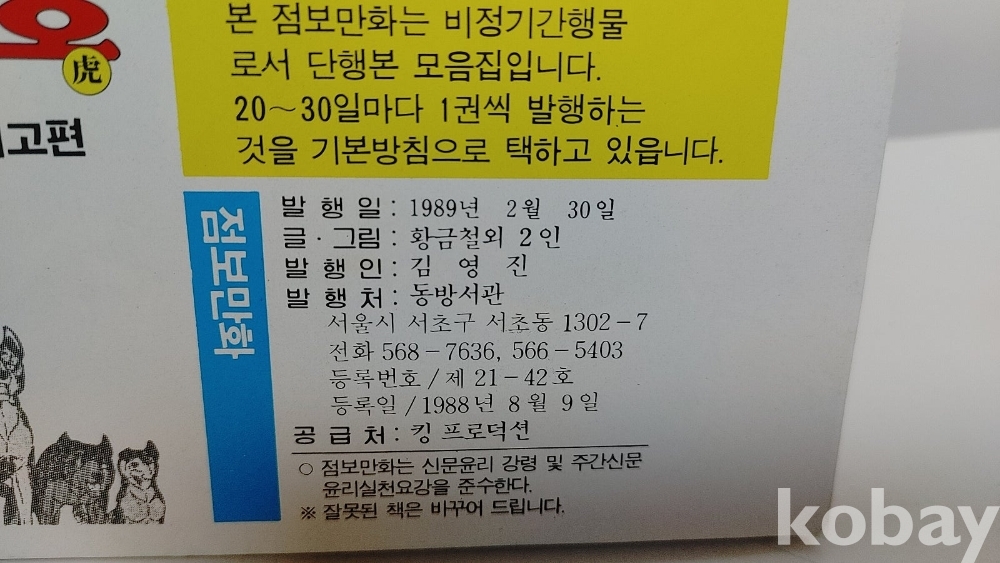 호
虎
고편
본 점보만화는 비정기간행물
로서 단행본 모음집입니다.
20~30일마다 1권씩 발행하는
것을 기본방침으로 택하고 있읍니다.
점보만화
발 행 일 : 1989년 2월 30일
글·그림 : 황금철외 2인
발 행 인 : 김 영 진
발 행 처 : 동방서관
서울시 서초구 서초동 1302-7
전화 568-7636, 566-5403
등록번호/제 21-42호
등록일/1988년 8월 9일
공 급 처 : 킹 프로덕션
○ 점보만화는 신문윤리 강령 및 주간신문
윤리실천요강을 준수한다.
※ 잘못된 책은 바꾸어 드립니다.
kobay